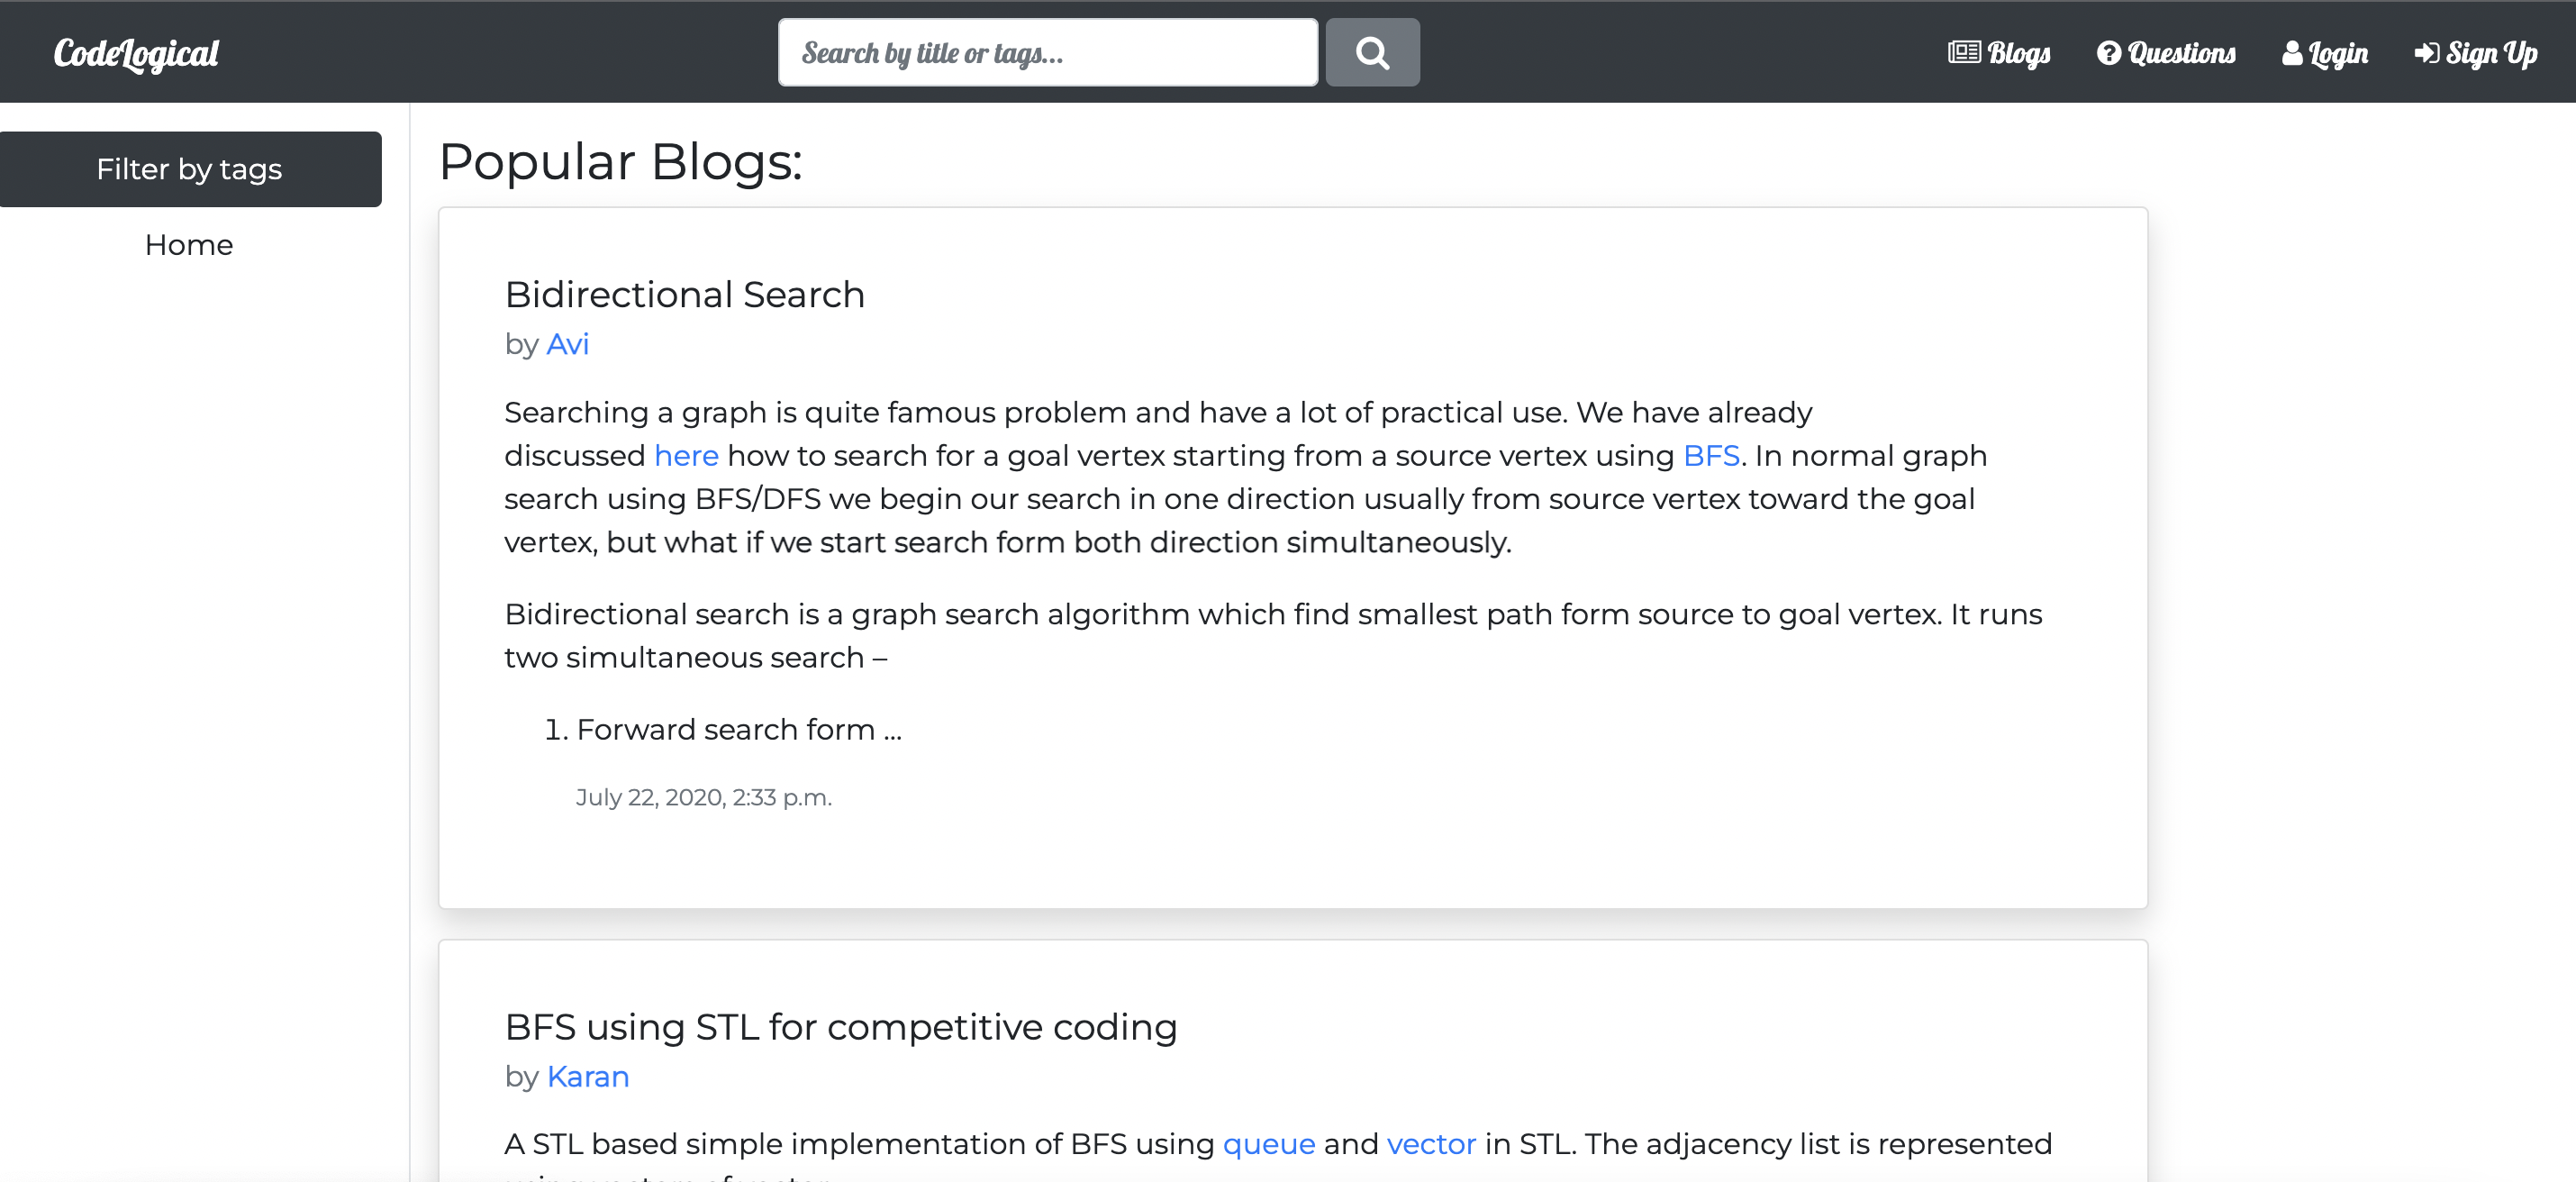 CodeLogical
Search by title or tags...
Blogs
Questions
Login
Sign Up
Filter by tags
Home
Popular Blogs:
Bidirectional Search
by Avi
Searching a graph is quite famous problem and have a lot of practical use. We have already
discussed here how to search for a goal vertex starting from a source vertex using BFS. In normal graph
search using BFS/DFS we begin our search in one direction usually from source vertex toward the goal
vertex, but what if we start search form both direction simultaneously.
Bidirectional search is a graph search algorithm which find smallest path form source to goal vertex. It runs
two simultaneous search –
1. Forward search form ...
July 22, 2020, 2:33 p.m.
BFS using STL for competitive coding
by Karan
A STL based simple implementation of BFS using queue and vector in STL. The adjacency list is represented